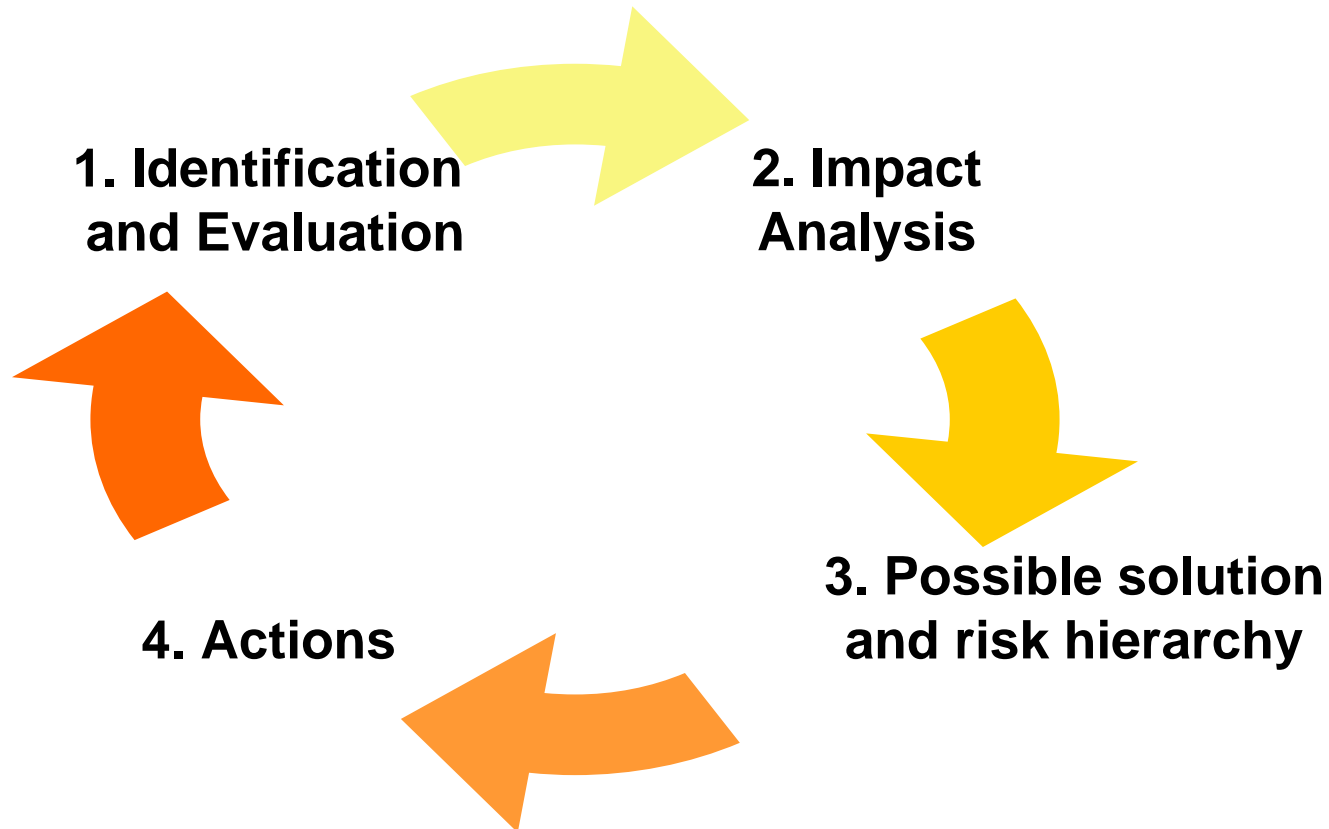 1. Identification
and Evaluation
2. Impact
Analysis
3. Possible solution
and risk hierarchy
4. Actions